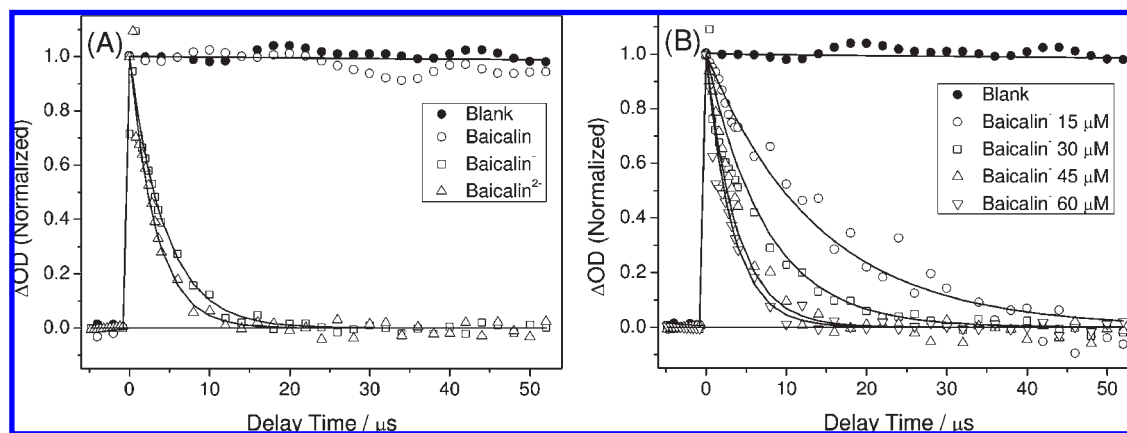 (A)
ΔOD (Normalized)
1.0
0.8
0.6
0.4
0.2
0.0
Blank
Baicalin
Baicalin⁻
Baicalin²⁻
0 10 20 30 40 50
Delay Time / μs
(B)
ΔOD (Normalized)
1.0
0.8
0.6
0.4
0.2
0.0
Blank
Baicalin⁻ 15 μM
Baicalin⁻ 30 μM
Baicalin⁻ 45 μM
Baicalin⁻ 60 μM
0 10 20 30 40 50
Delay Time / μs